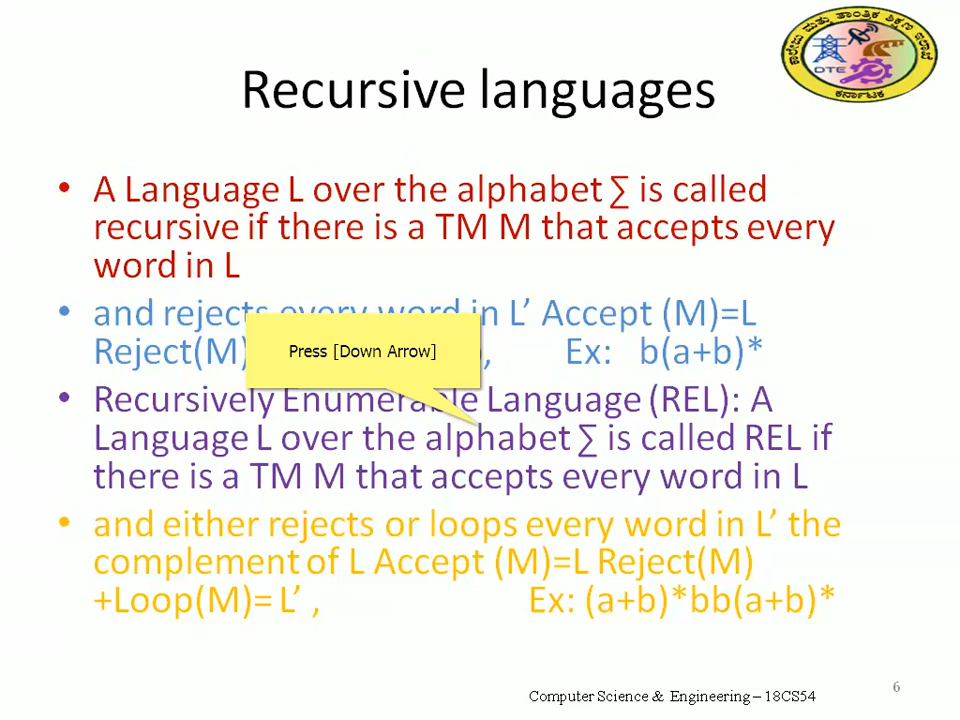 Recursive languages
• A Language L over the alphabet ∑ is called
recursive if there is a TM M that accepts every
word in L
• and rejects every word in L’ Accept (M)=L
Reject(M) , Ex: b(a+b)*
Press [Down Arrow]
• Recursively Enumerable Language (REL): A
Language L over the alphabet ∑ is called REL if
there is a TM M that accepts every word in L
• and either rejects or loops every word in L’ the
complement of L Accept (M)=L Reject(M)
+Loop(M)= L’ , Ex: (a+b)*bb(a+b)*
DTE
ಕರ್ನಾಟಕ
Computer Science & Engineering – 18CS54
6